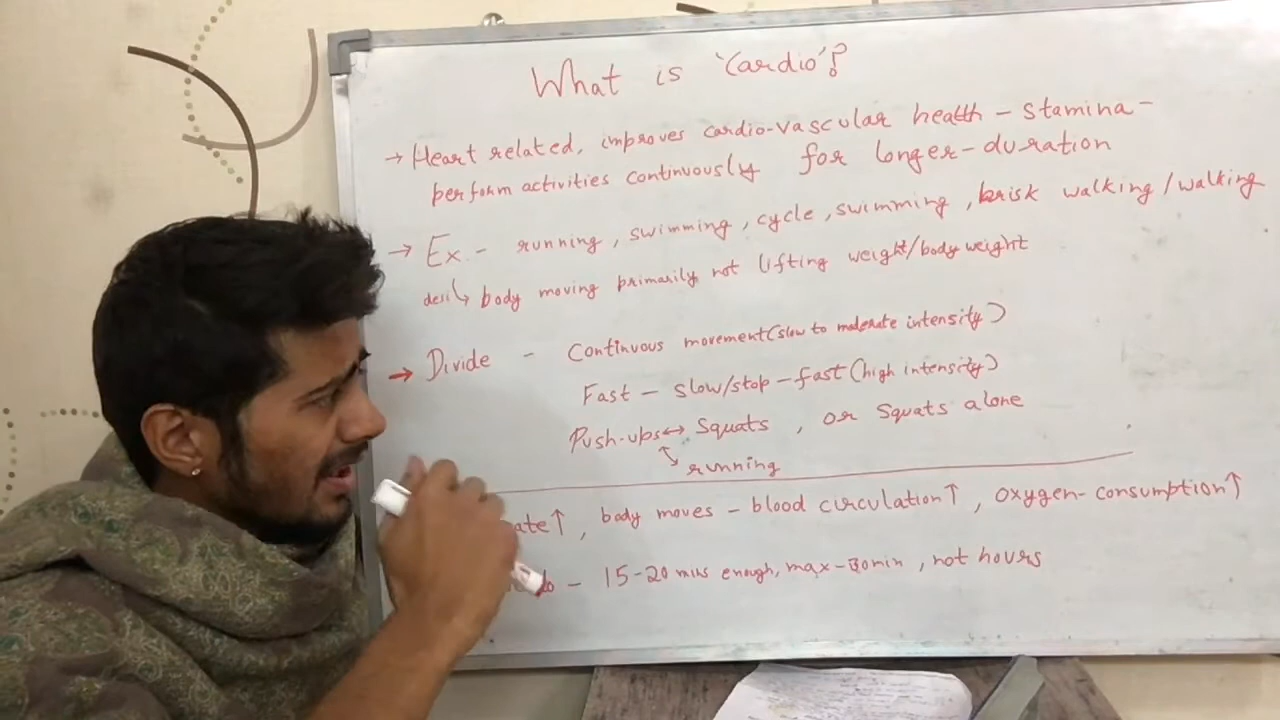 What is 'Cardio'?
→ Heart related, improves cardio-vascular health - stamina -
perform activities continuously for longer-duration
→ Ex - running, swimming, cycle, swimming, brisk walking/walking
body moving primarily not lifting weight/body weight
→ Divide - Continuous movement (slow to moderate intensity)
Fast - slow/stop - fast (high intensity)
Push-ups ↔ Squats, or Squats alone
running
ate↑, body moves - blood circulation↑, oxygen-consumption↑
- 15-20 mins enough, max-30min, not hours